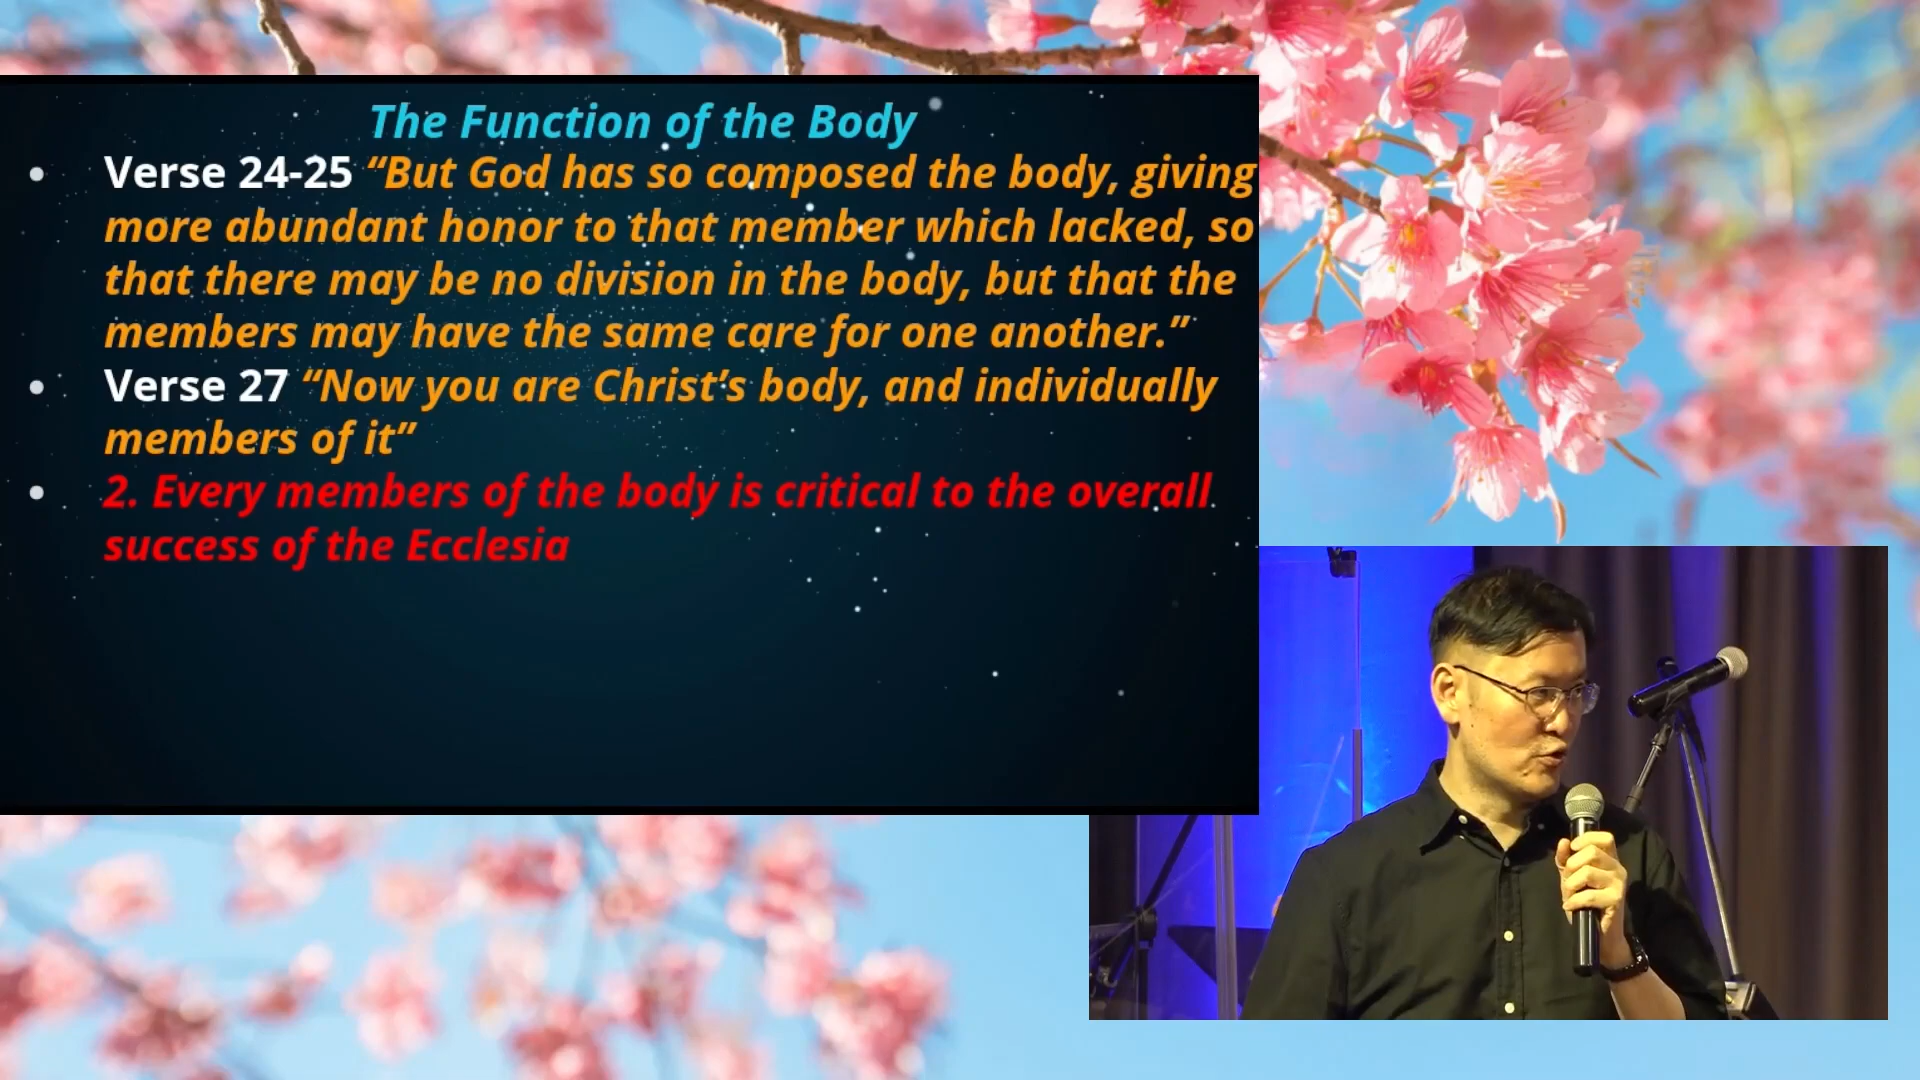 The Function of the Body
• Verse 24-25 “But God has so composed the body, giving
more abundant honor to that member which lacked, so
that there may be no division in the body, but that the
members may have the same care for one another.”
• Verse 27 “Now you are Christ’s body, and individually
members of it”
• 2. Every members of the body is critical to the overall
success of the Ecclesia